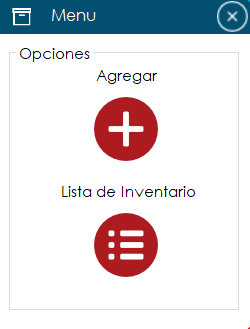 Menu
Opciones
Agregar
Lista de Inventario